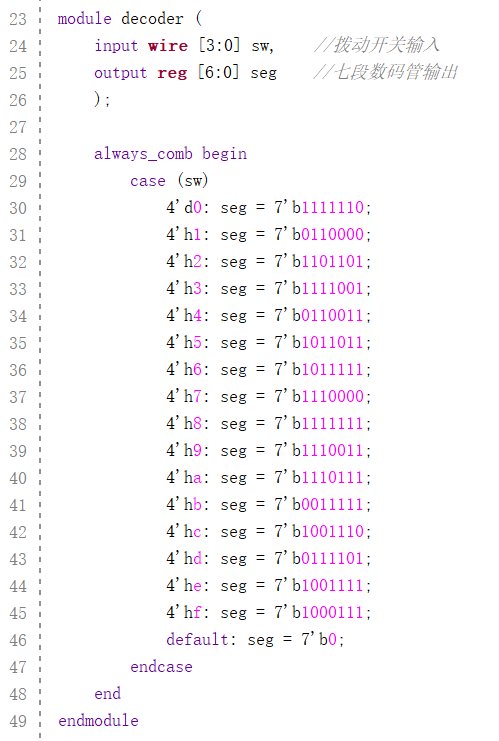 23 module decoder (
24     input wire [3:0] sw,    //拨动开关输入
25     output reg [6:0] seg    //七段数码管输出
26     );
27
28     always_comb begin
29         case (sw)
30             4'd0: seg = 7'b1111110;
31             4'h1: seg = 7'b0110000;
32             4'h2: seg = 7'b1101101;
33             4'h3: seg = 7'b1111001;
34             4'h4: seg = 7'b0110011;
35             4'h5: seg = 7'b1011011;
36             4'h6: seg = 7'b1011111;
37             4'h7: seg = 7'b1110000;
38             4'h8: seg = 7'b1111111;
39             4'h9: seg = 7'b1110011;
40             4'ha: seg = 7'b1110111;
41             4'hb: seg = 7'b0011111;
42             4'hc: seg = 7'b1001110;
43             4'hd: seg = 7'b0111101;
44             4'he: seg = 7'b1001111;
45             4'hf: seg = 7'b1000111;
46             default: seg = 7'b0;
47         endcase
48     end
49 endmodule